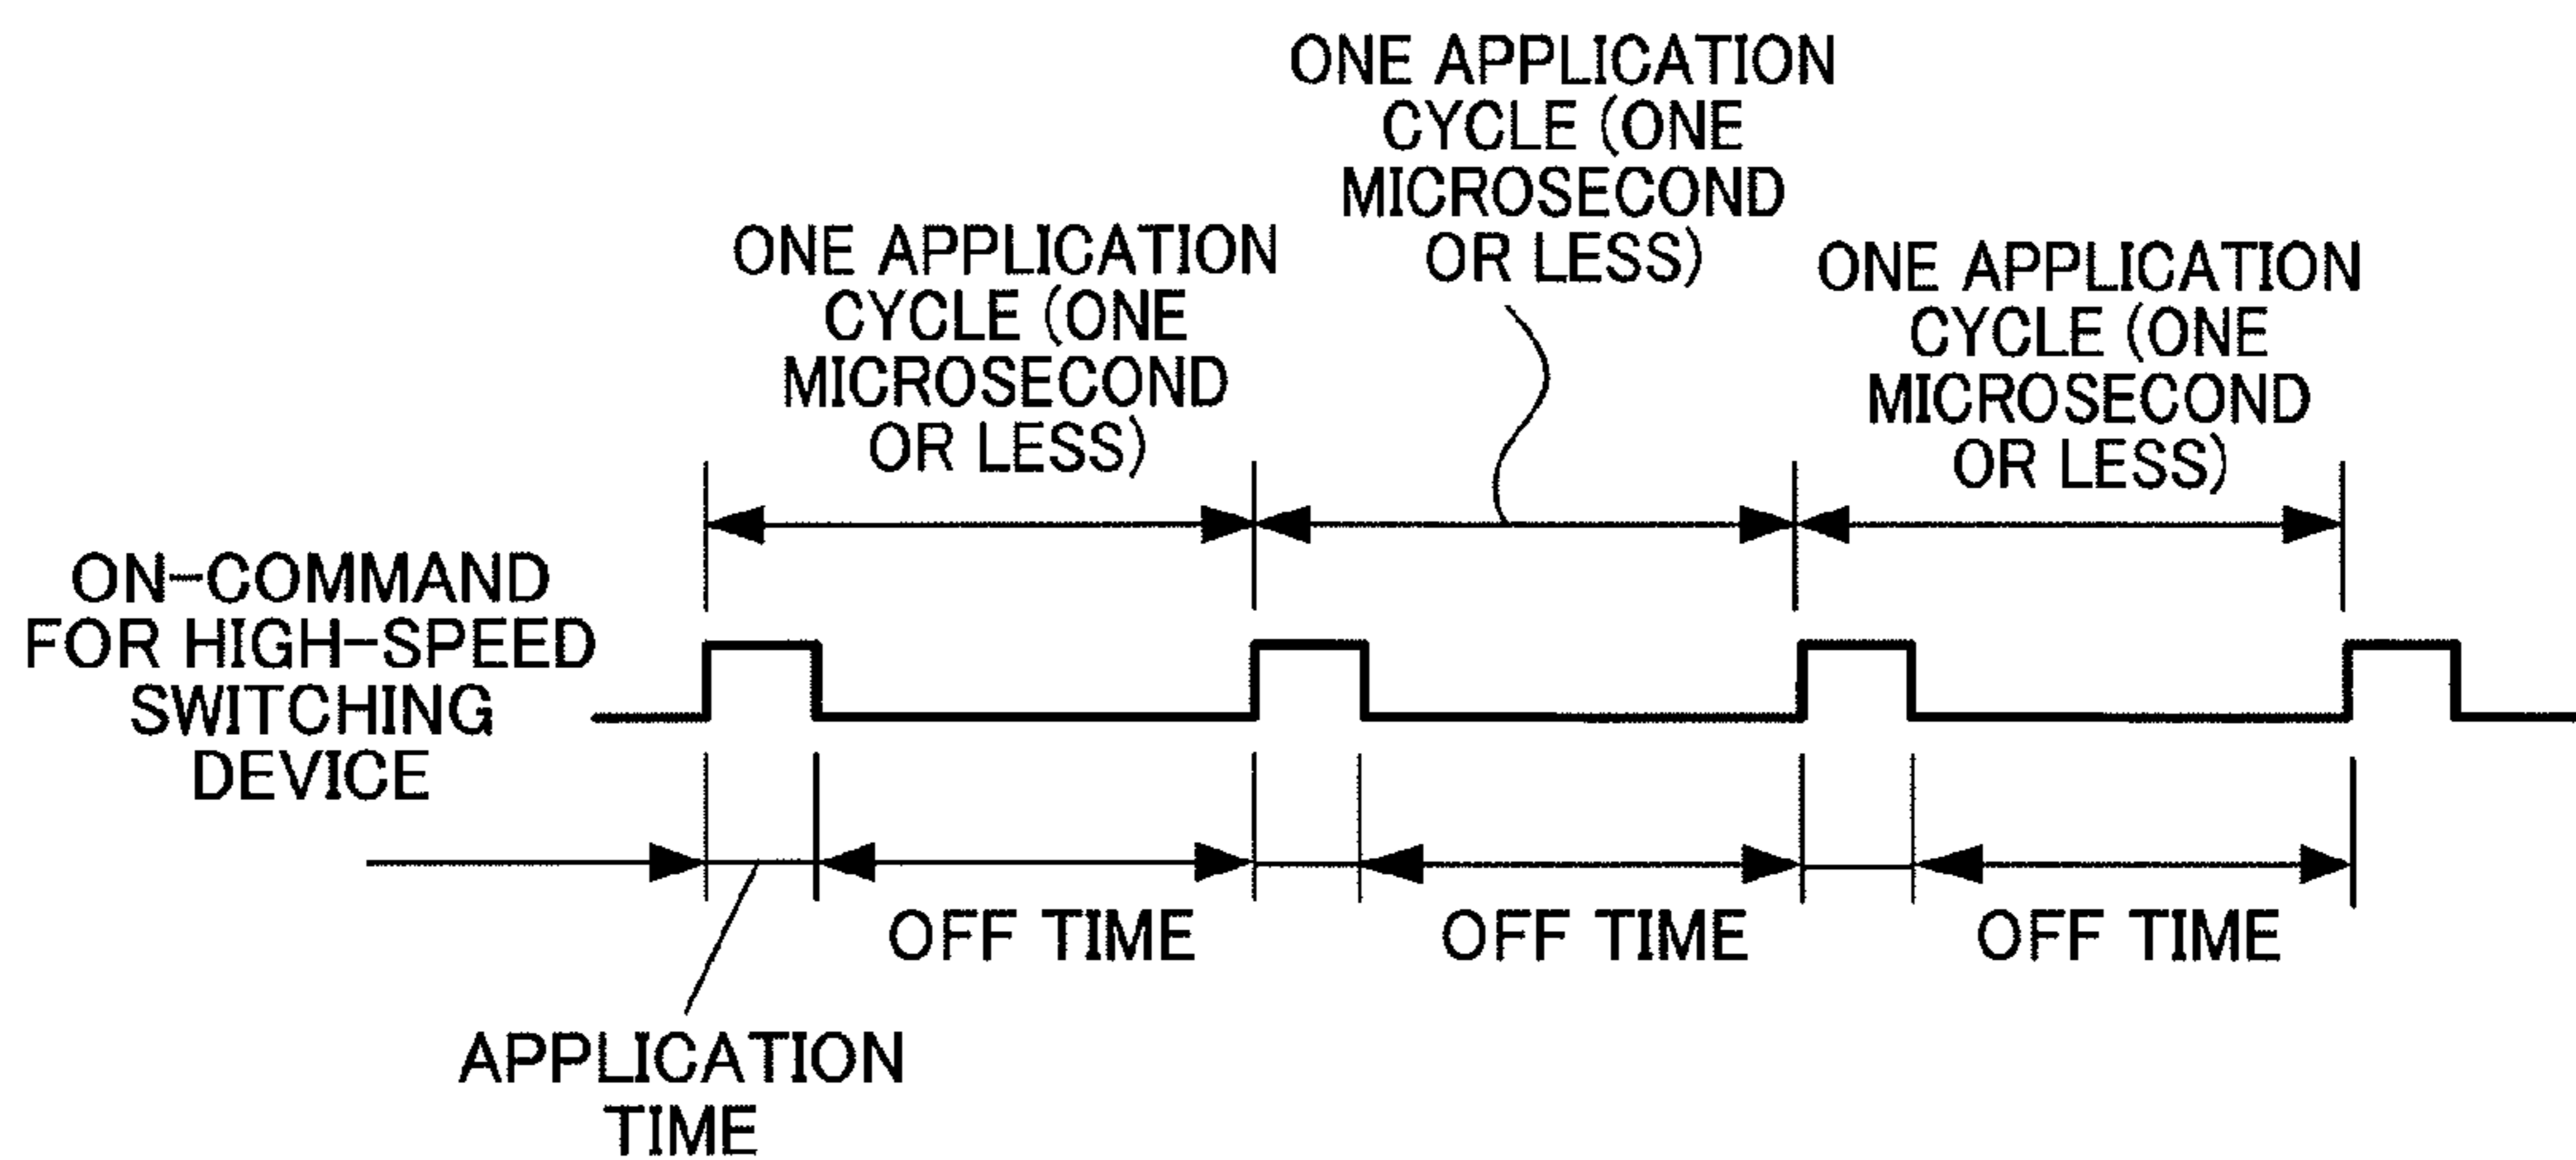 ONE APPLICATION
CYCLE (ONE
MICROSECOND
OR LESS)
ONE APPLICATION
CYCLE (ONE
MICROSECOND
OR LESS)
ONE APPLICATION
CYCLE (ONE
MICROSECOND
OR LESS)
ON-COMMAND
FOR HIGH-SPEED
SWITCHING
DEVICE
OFF TIME
OFF TIME
OFF TIME
APPLICATION
TIME